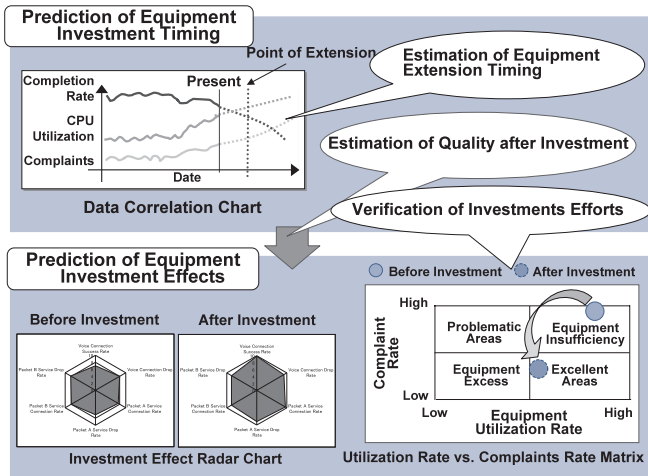 Prediction of Equipment
Investment Timing
Point of Extension
Estimation of Equipment
Extension Timing
Completion
Rate
Present
CPU
Utilization
Complaints
Date
Data Correlation Chart
Estimation of Quality after Investment
Verification of Investments Efforts
Prediction of Equipment
Investment Effects
Before Investment
After Investment
Before Investment
After Investment
Voice Connection
Success Rate
Packet B Service Drop
Rate
Voice Connection Drop
Rate
Packet B Service
Connection Rate
Packet A Service
Connection Rate
Packet A Service Drop
Rate
Voice Connection
Success Rate
Packet B Service Drop
Rate
Voice Connection Drop
Rate
Packet B Service
Connection Rate
Packet A Service
Connection Rate
Packet A Service Drop
Rate
Investment Effect Radar Chart
High
Complaint
Rate
Problematic
Areas
Equipment
Insufficiency
Equipment
Excess
Excellent
Areas
Low
Low
High
Equipment
Utilization Rate
Utilization Rate vs. Complaints Rate Matrix